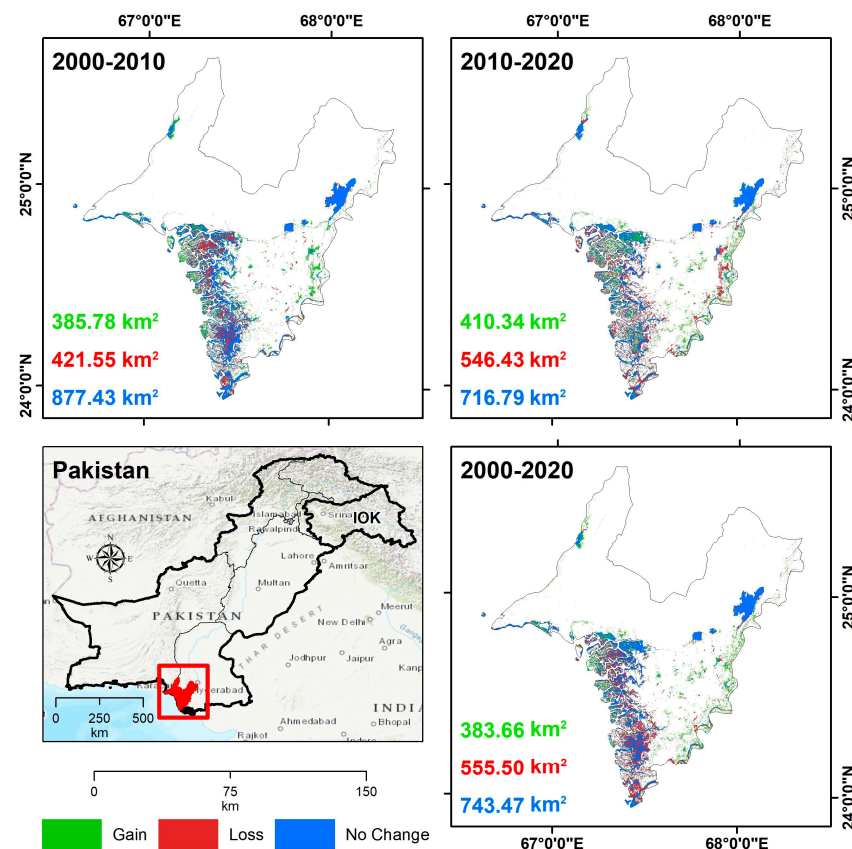 67°0'0"E 68°0'0"E 67°0'0"E 68°0'0"E
2000-2010
2010-2020
25°0'0"N
25°0'0"N
385.78 km²
421.55 km²
877.43 km²
410.34 km²
546.43 km²
716.79 km²
24°0'0"N
24°0'0"N
Pakistan
Kabul
AFGHANISTAN
Islamabad
Rawalpindi
Srina
IOK
N
W E
S
Lahore
Amritsar
Quetta
Multan
PAKISTAN
New Delhi
Meerut
THAR DESERT
Agra
Jodhpur
Jaipur
Kanp
Kara
yderabad
0 250 500
km
INDIA
Ahmedabad
Bhopal
Rajkot
Indore
2000-2020
25°0'0"N
383.66 km²
555.50 km²
743.47 km²
24°0'0"N
67°0'0"E 68°0'0"E
0 75 150
km
Gain Loss No Change